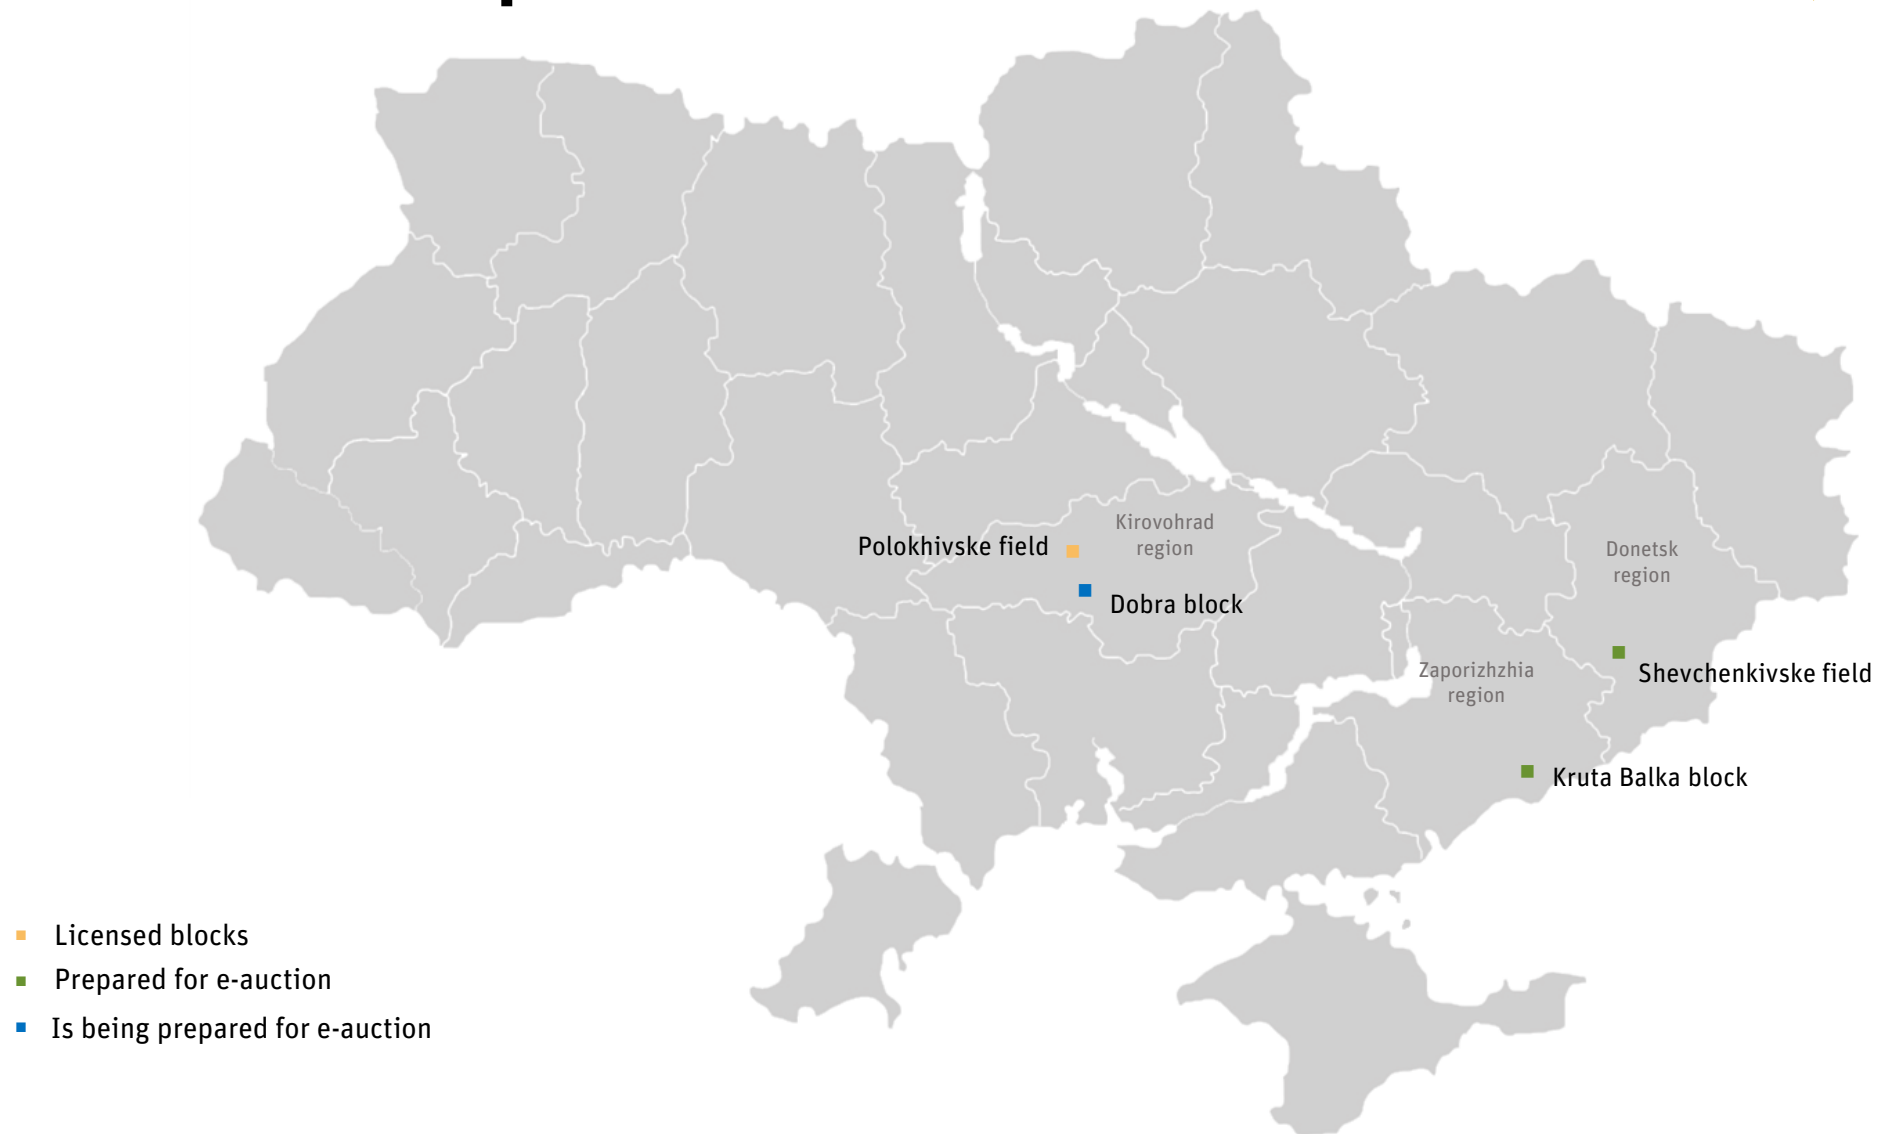 Kirovohrad
region
Polokhivske field
Donetsk
region
Dobra block
Zaporizhzhia
region
Shevchenkivske field
Kruta Balka block
Licensed blocks
Prepared for e-auction
Is being prepared for e-auction